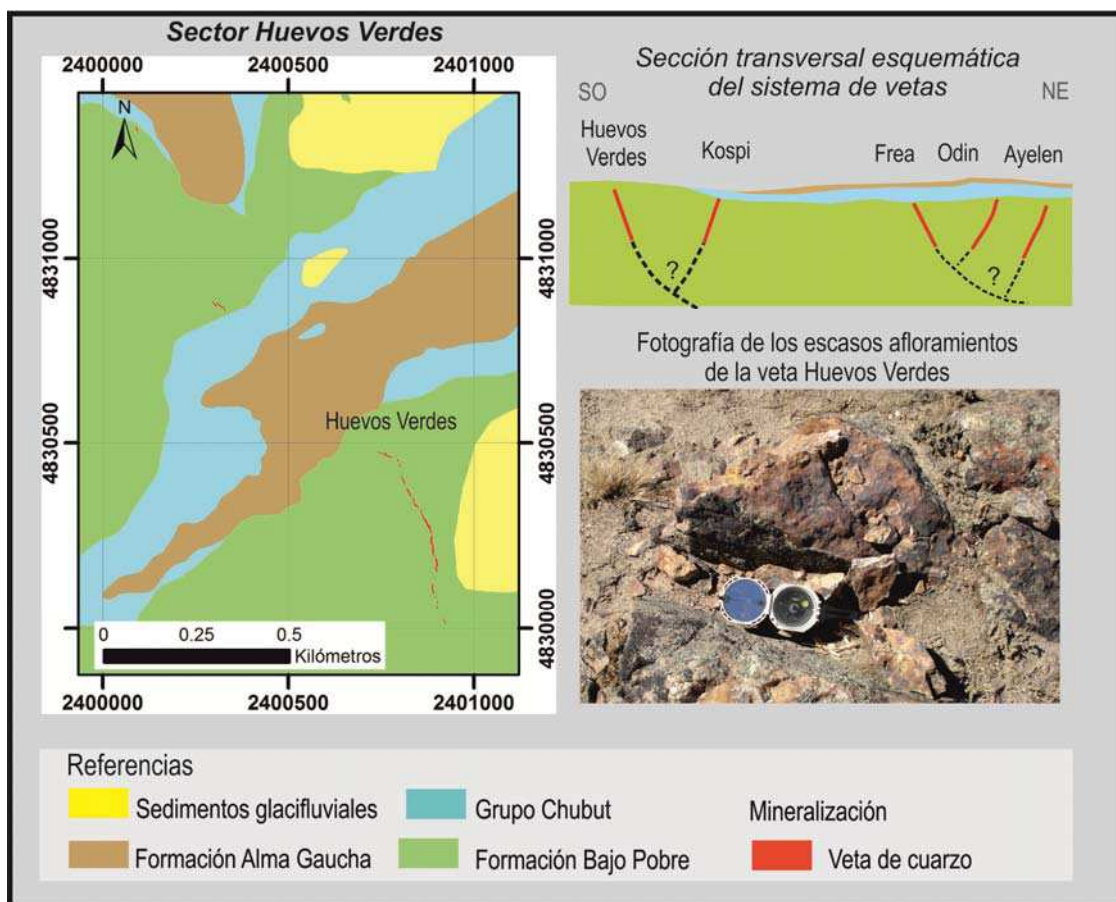 Sector Huevos Verdes
2400000 2400500 2401000
N
4831000
4830500
4830000
4831000
4830500
4830000
Huevos Verdes
0 0.25 0.5
Kilómetros
2400000 2400500 2401000
Sección transversal esquemática
del sistema de vetas
SO NE
Huevos
Verdes
Kospi
Frea
Odin
Ayelen
?
?
Fotografía de los escasos afloramientos
de la veta Huevos Verdes
Referencias
Sedimentos glacifluviales
Grupo Chubut
Mineralización
Formación Alma Gaucha
Formación Bajo Pobre
Veta de cuarzo